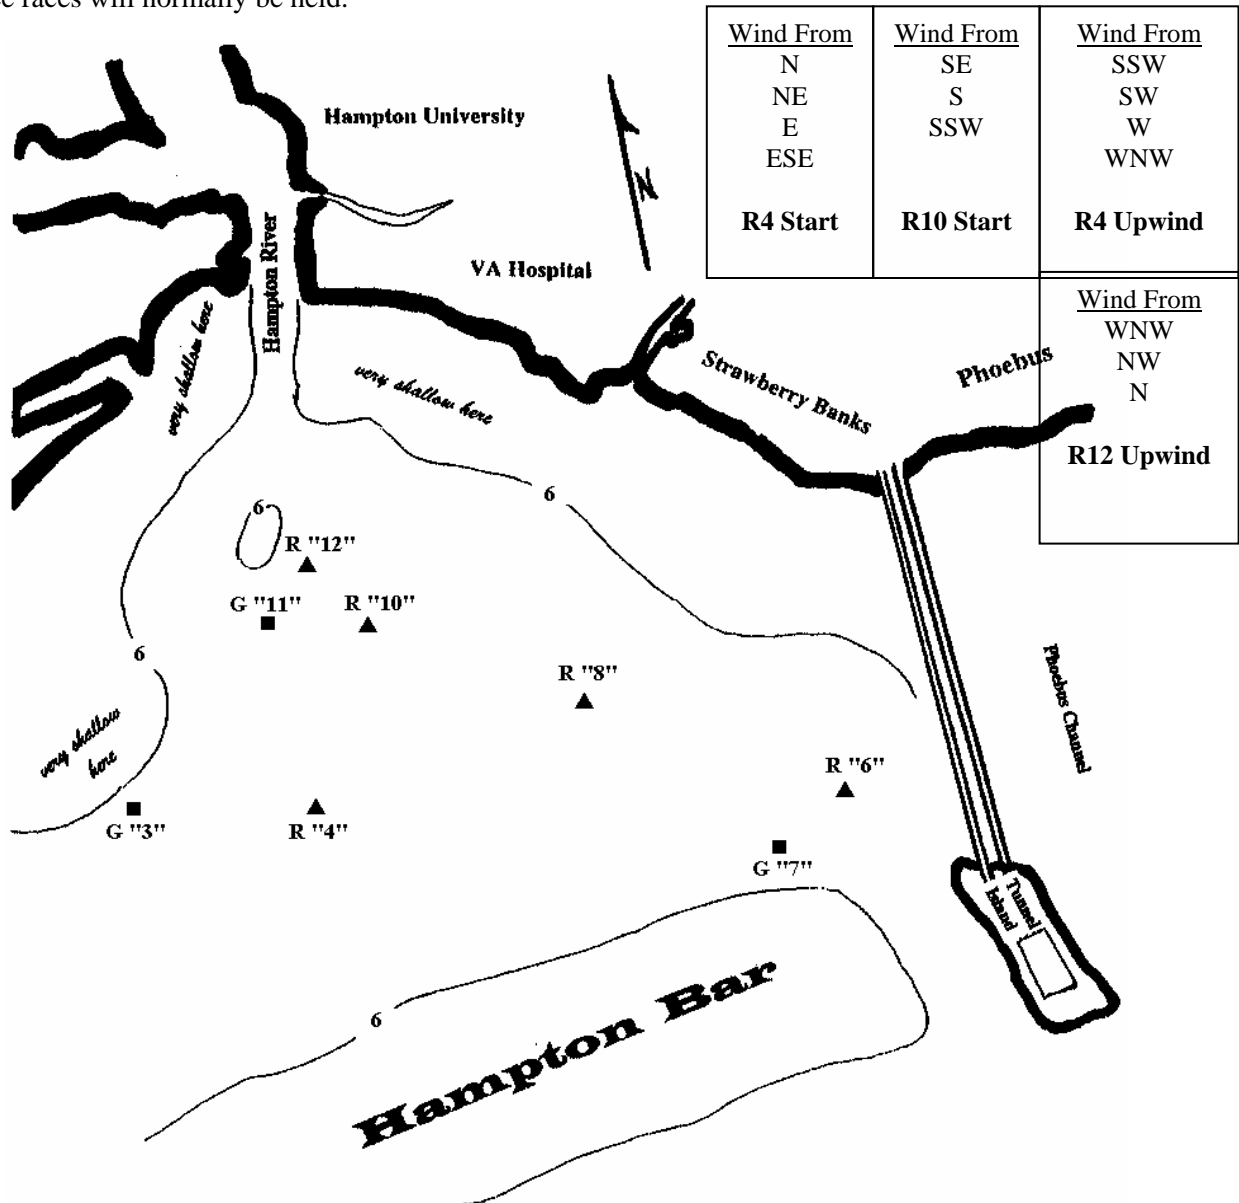 races will normally be held.
Wind From
N
NE
E
ESE
R4 Start
Wind From
SE
S
SSW
R10 Start
Wind From
SSW
SW
W
WNW
R4 Upwind
Wind From
WNW
NW
N
R12 Upwind
Hampton University
N
Hampton River
VA Hospital
very shallow here
very shallow here
Strawberry Banks
Phoebus
6
6
R "12"
G "11"
R "10"
6
R "8"
Phoebus Channel
very shallow
here
R "6"
G "3"
R "4"
G "7"
Tunnel
Island
6
Hampton Bar